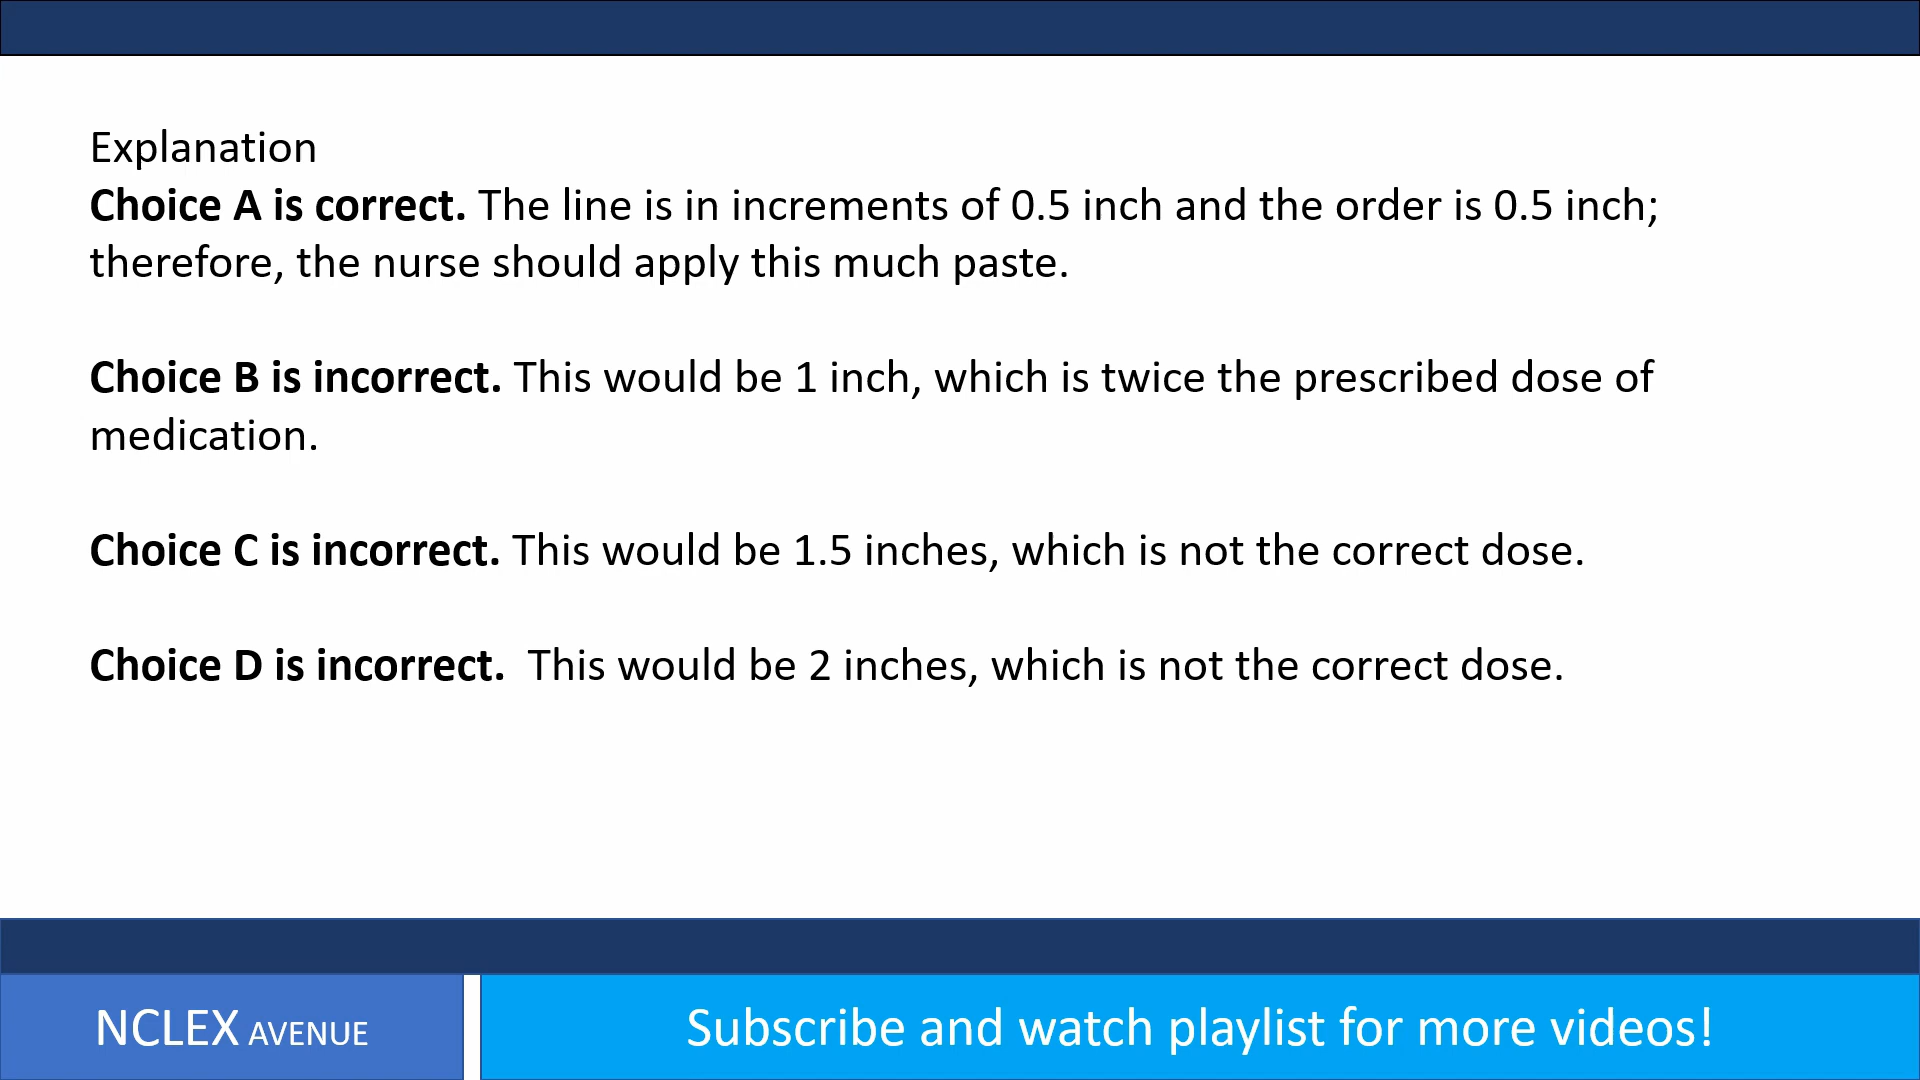 Explanation
Choice A is correct. The line is in increments of 0.5 inch and the order is 0.5 inch;
therefore, the nurse should apply this much paste.
Choice B is incorrect. This would be 1 inch, which is twice the prescribed dose of
medication.
Choice C is incorrect. This would be 1.5 inches, which is not the correct dose.
Choice D is incorrect. This would be 2 inches, which is not the correct dose.
NCLEX AVENUE
Subscribe and watch playlist for more videos!